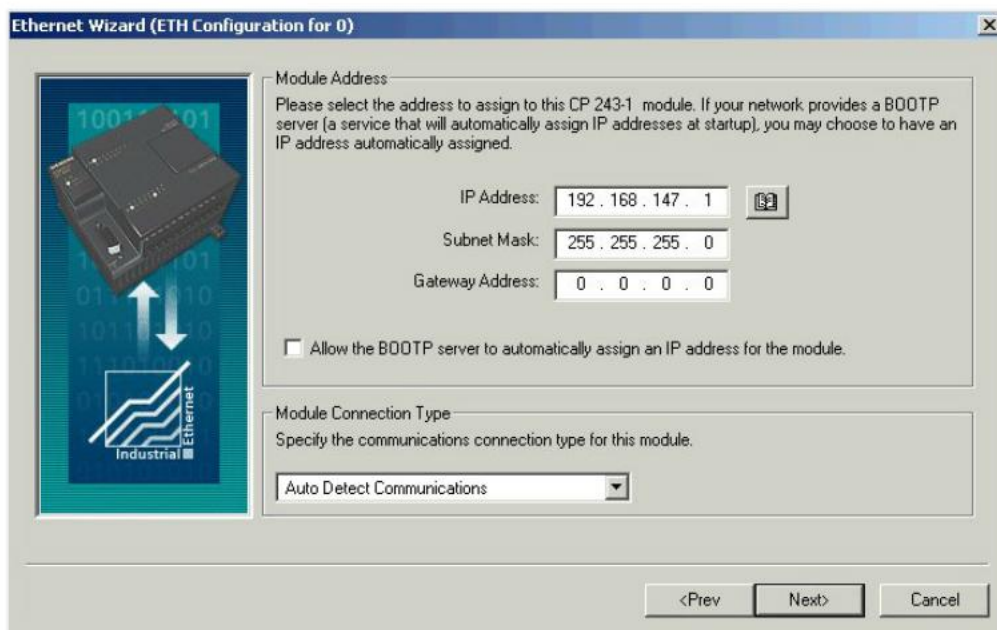 Ethernet Wizard (ETH Configuration for 0)
Module Address
Please select the address to assign to this CP 243-1 module. If your network provides a BOOTP
server (a service that will automatically assign IP addresses at startup), you may choose to have an
IP address automatically assigned.
IP Address: 192 . 168 . 147 . 1
Subnet Mask: 255 . 255 . 255 . 0
Gateway Address: 0 . 0 . 0 . 0
Allow the BOOTP server to automatically assign an IP address for the module.
Module Connection Type
Specify the communications connection type for this module.
Auto Detect Communications
Industrial
Ethernet
<Prev
Next>
Cancel